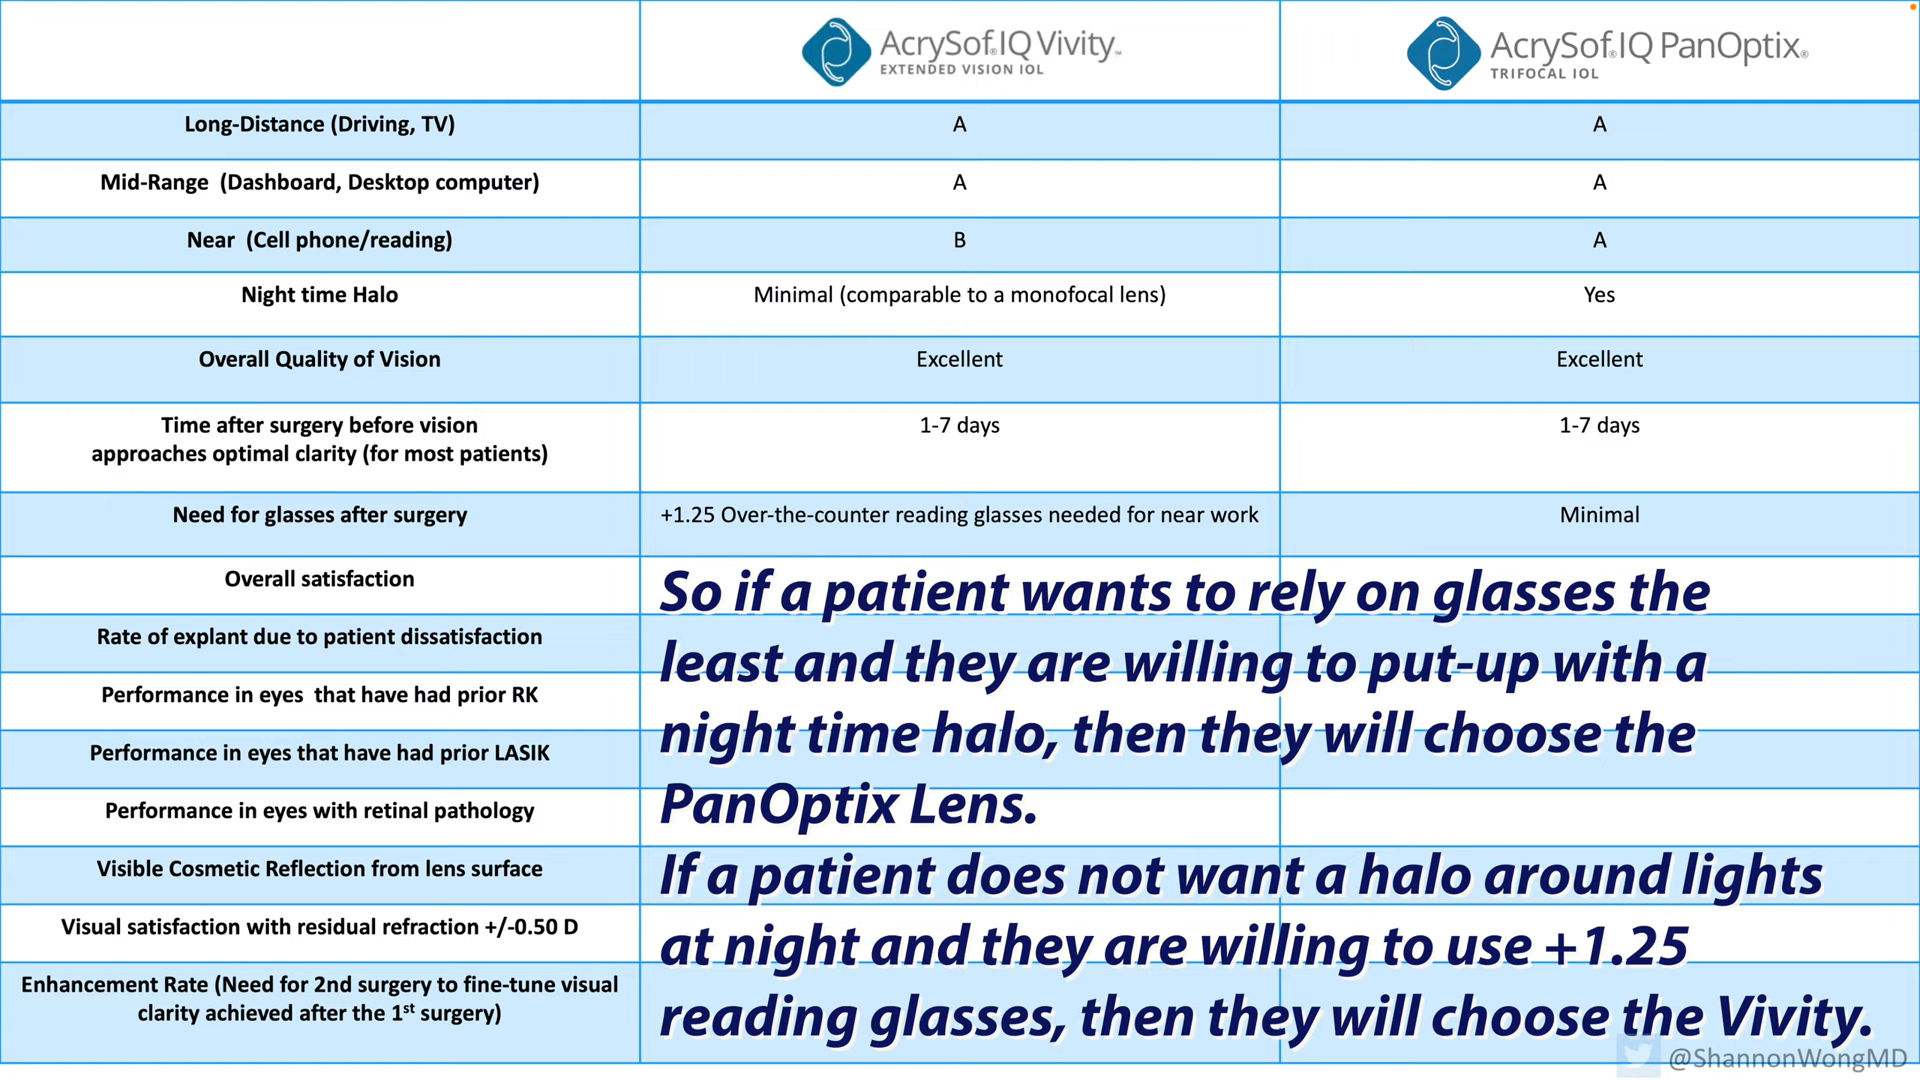 AcrySof® IQ Vivity™
EXTENDED VISION IOL
AcrySof® IQ PanOptix®
TRIFOCAL IOL
Long-Distance (Driving, TV)
A
A
Mid-Range (Dashboard, Desktop computer)
A
A
Near (Cell phone/reading)
B
A
Night time Halo
Minimal (comparable to a monofocal lens)
Yes
Overall Quality of Vision
Excellent
Excellent
Time after surgery before vision
approaches optimal clarity (for most patients)
1-7 days
1-7 days
Need for glasses after surgery
+1.25 Over-the-counter reading glasses needed for near work
Minimal
Overall satisfaction
Rate of explant due to patient dissatisfaction
Performance in eyes that have had prior RK
Performance in eyes that have had prior LASIK
Performance in eyes with retinal pathology
Visible Cosmetic Reflection from lens surface
Visual satisfaction with residual refraction +/-0.50 D
Enhancement Rate (Need for 2nd surgery to fine-tune visual
clarity achieved after the 1st surgery)
So if a patient wants to rely on glasses the
least and they are willing to put-up with a
night time halo, then they will choose the
PanOptix Lens.
If a patient does not want a halo around lights
at night and they are willing to use +1.25
reading glasses, then they will choose the Vivity.
@ShannonWongMD